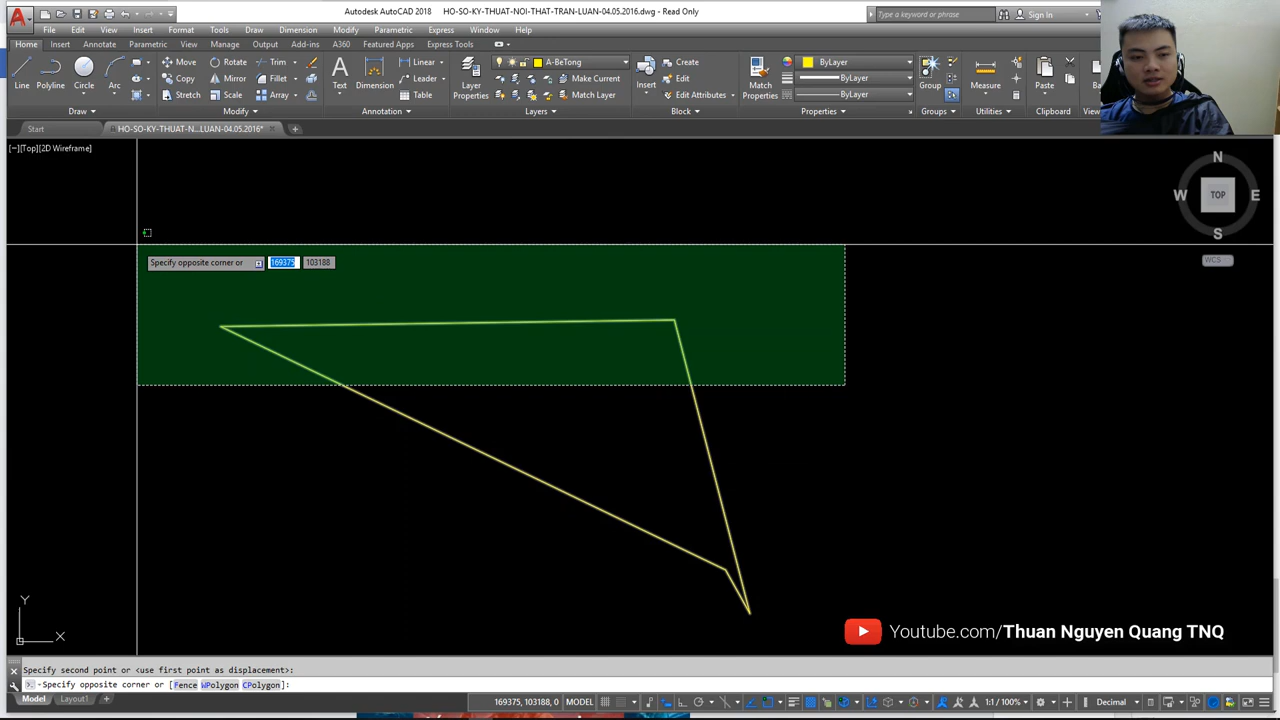 Autodesk AutoCAD 2018 HO-SO-KY-THUAT-NOI-THAT-TRAN-LUAN-04.05.2016.dwg - Read Only
Type a keyword or phrase
Sign In
File Edit View Insert Format Tools Draw Dimension Modify Parametric Express Window Help
Home Insert Annotate Parametric View Manage Output Add-ins A360 Featured Apps Express Tools
Line Polyline Circle Arc
Move Rotate Trim
Copy Mirror Fillet
Stretch Scale Array
Text Dimension
Linear
Leader
Table
Layer Properties
A-BeTong
Make Current
Match Layer
Insert
Create
Edit
Edit Attributes
Match Properties
ByLayer
ByLayer
ByLayer
Group
Measure
Paste
Draw Modify Annotation Layers Block Properties Groups Utilities Clipboard
Start HO-SO-KY-THUAT-N...LUAN-04.05.2016*
[−][Top][2D Wireframe]
N
W TOP E
S
WCS
Specify opposite corner or 169375 103188
Y
X
Youtube.com/Thuan Nguyen Quang TNQ
Specify second point or <use first point as displacement>:
Specify opposite corner or [Fence WPolygon CPolygon]:
Model Layout1
169375, 103188, 0 MODEL 1:1 / 100% Decimal